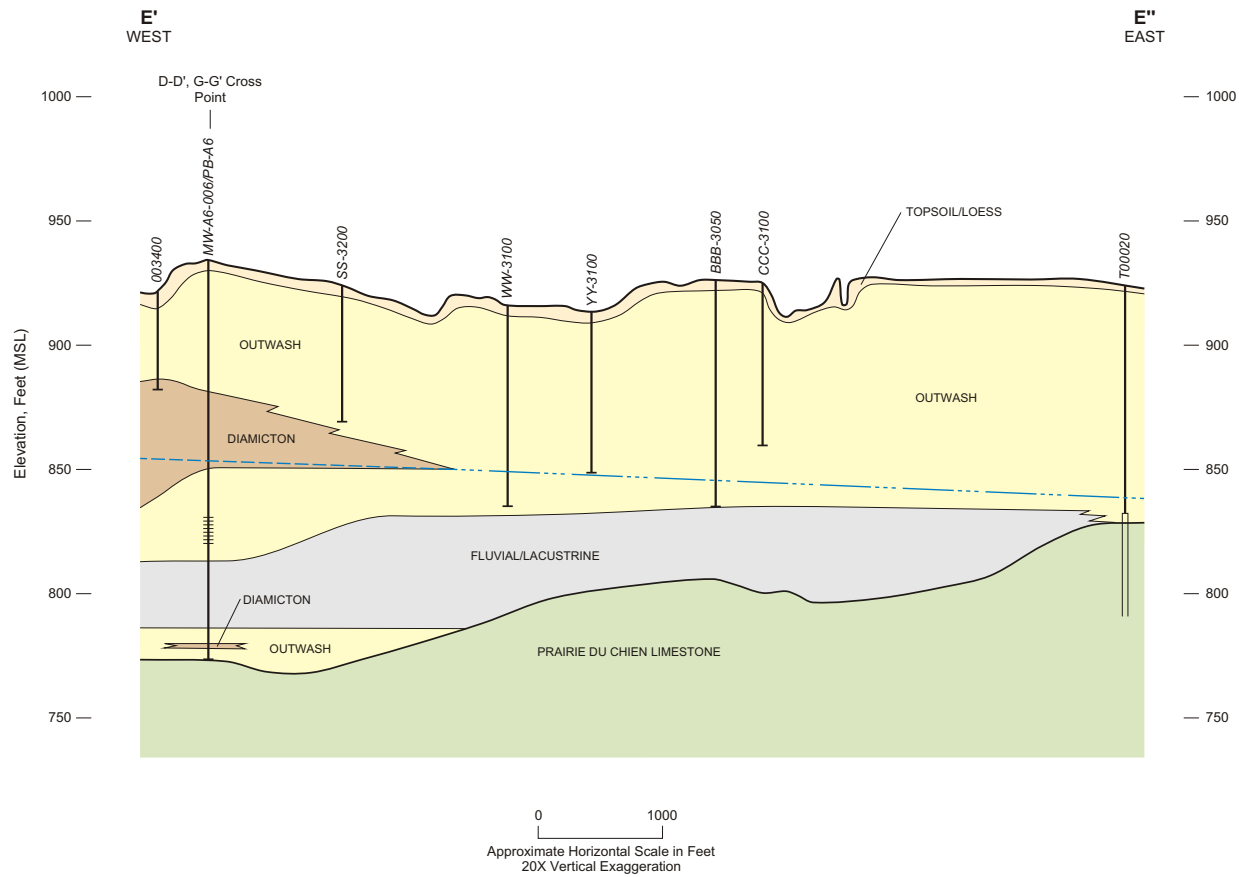 E'
WEST
E"
EAST
D-D', G-G' Cross
Point
1000
1000
950
950
900
900
850
850
800
800
750
750
Elevation, Feet (MSL)
003400
MW-A6-006/PB-A6
SS-3200
WW-3100
YY-3100
BBB-3050
CCC-3100
T00020
TOPSOIL/LOESS
OUTWASH
OUTWASH
DIAMICTON
FLUVIAL/LACUSTRINE
DIAMICTON
OUTWASH
PRAIRIE DU CHIEN LIMESTONE
0
1000
Approximate Horizontal Scale in Feet
20X Vertical Exaggeration